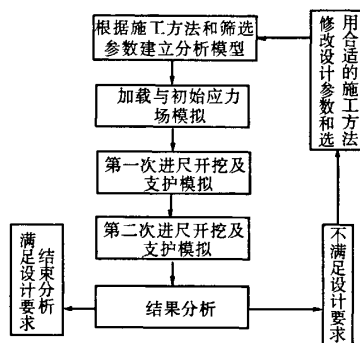 根据施工方法和筛选
参数建立分析模型
加载与初始应力
场模拟
第一次进尺开挖及
支护模拟
第二次进尺开挖及
支护模拟
结果分析
满足设计要求
结束分析
不满足设计要求
修改设计参数和选
用合适的施工方法